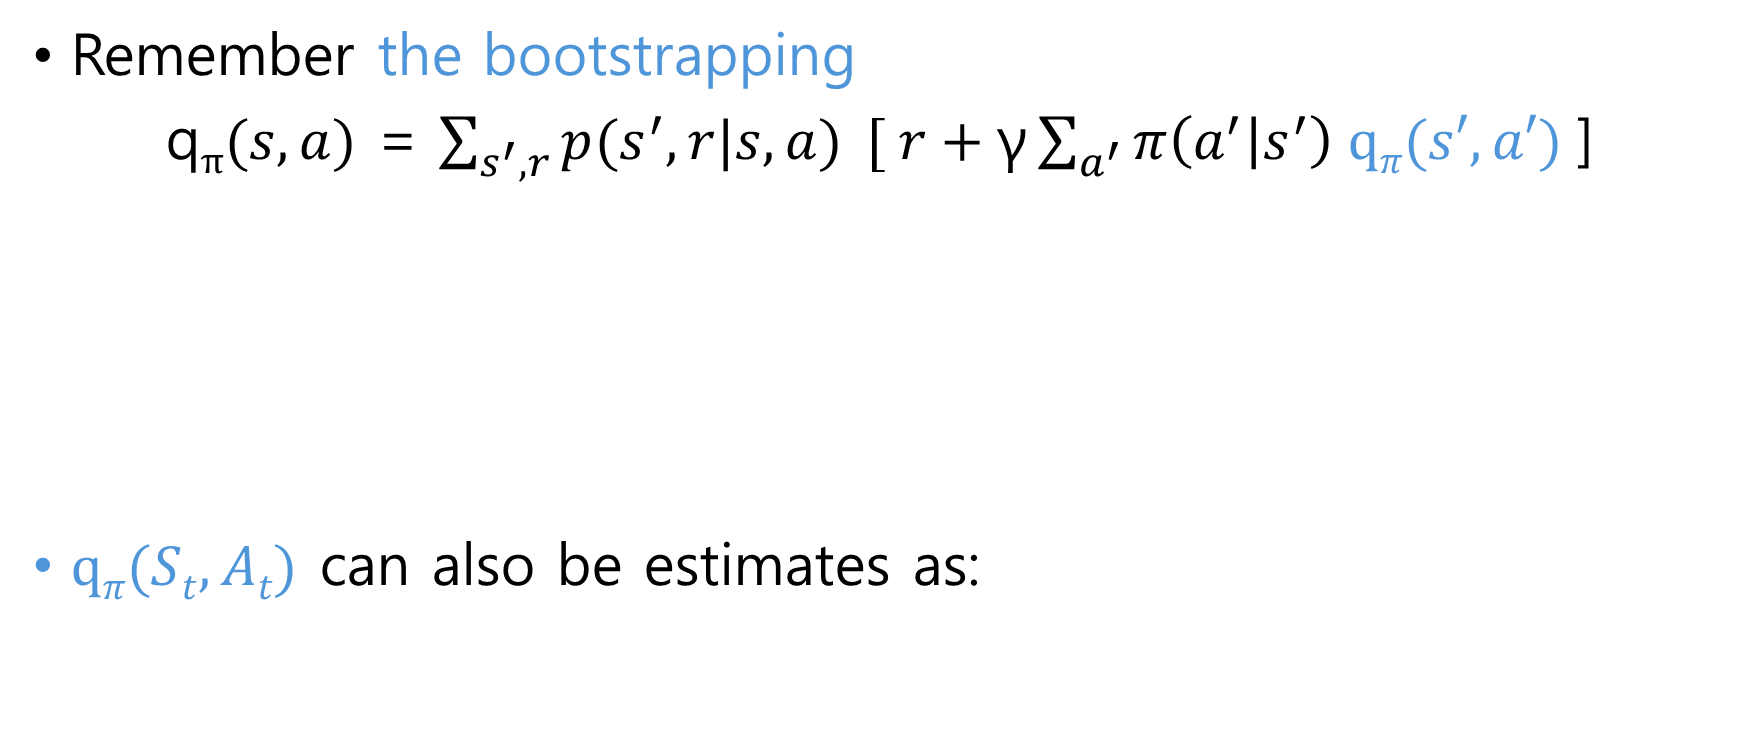 • Remember the bootstrapping
qπ(s, a) = ∑s′,r p(s′, r|s, a) [ r + γ ∑a′ π(a′|s′) qπ(s′, a′) ]
• qπ(St, At) can also be estimates as: